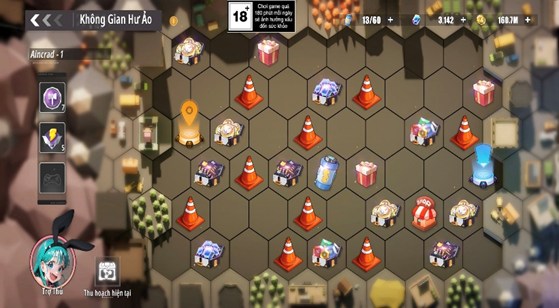 Không Gian Hư Ảo
18+
Chơi game quá
180 phút mỗi ngày
sẽ ảnh hưởng xấu
đến sức khỏe
13/60 +
3.142 +
160.7M +
Aincrad - 1
7
5
SHOP
Trợ Thủ
Thu hoạch hiện tại